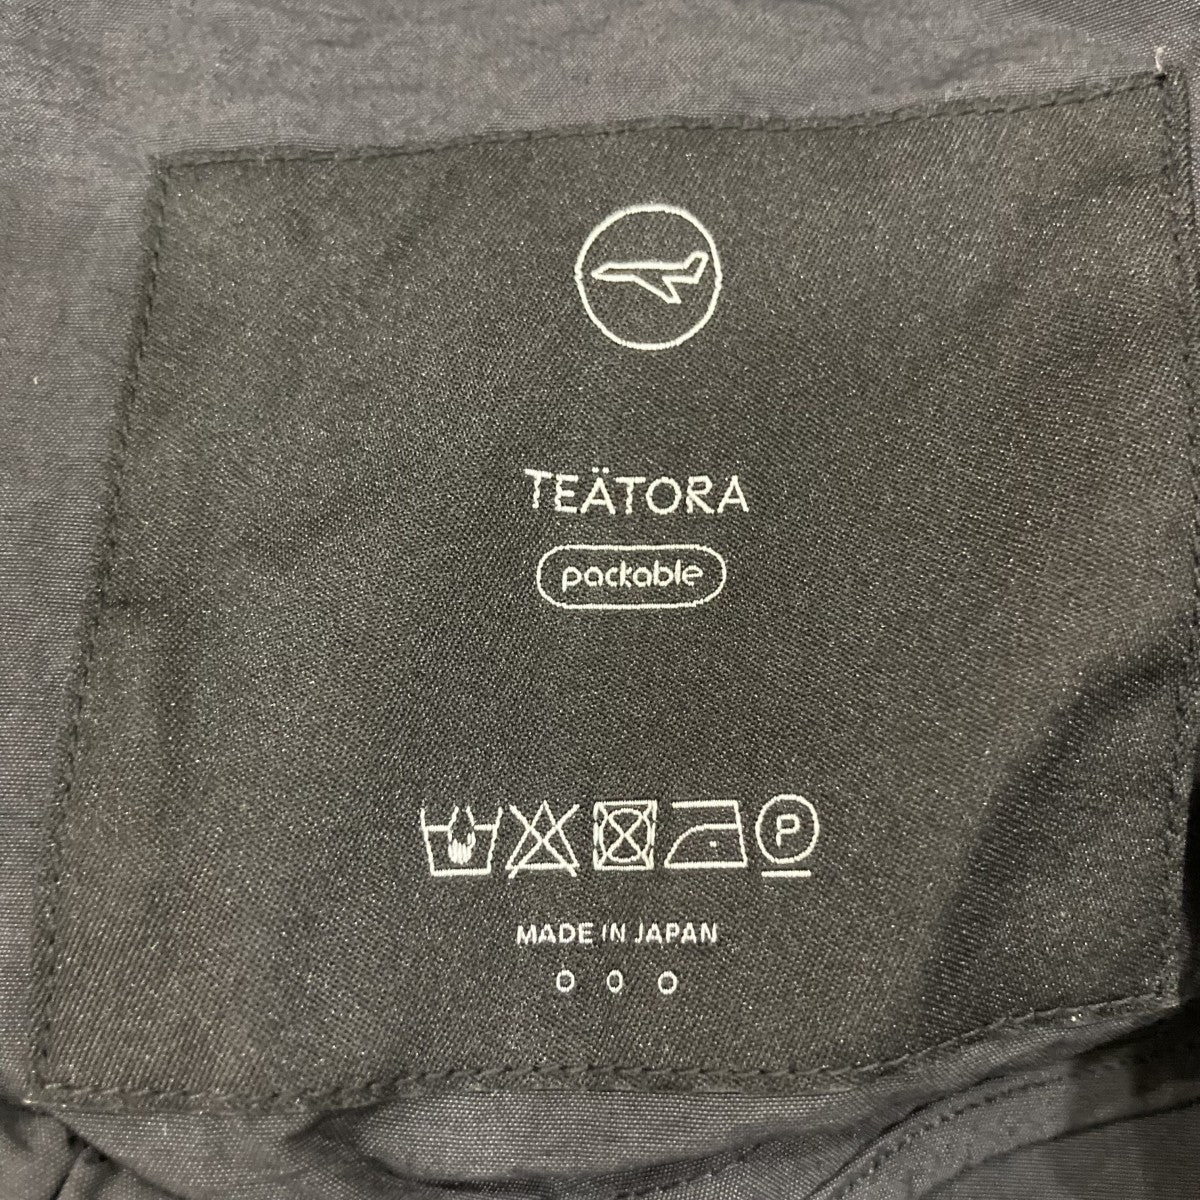 TEÄTORA
packable
P
MADE IN JAPAN
O O O